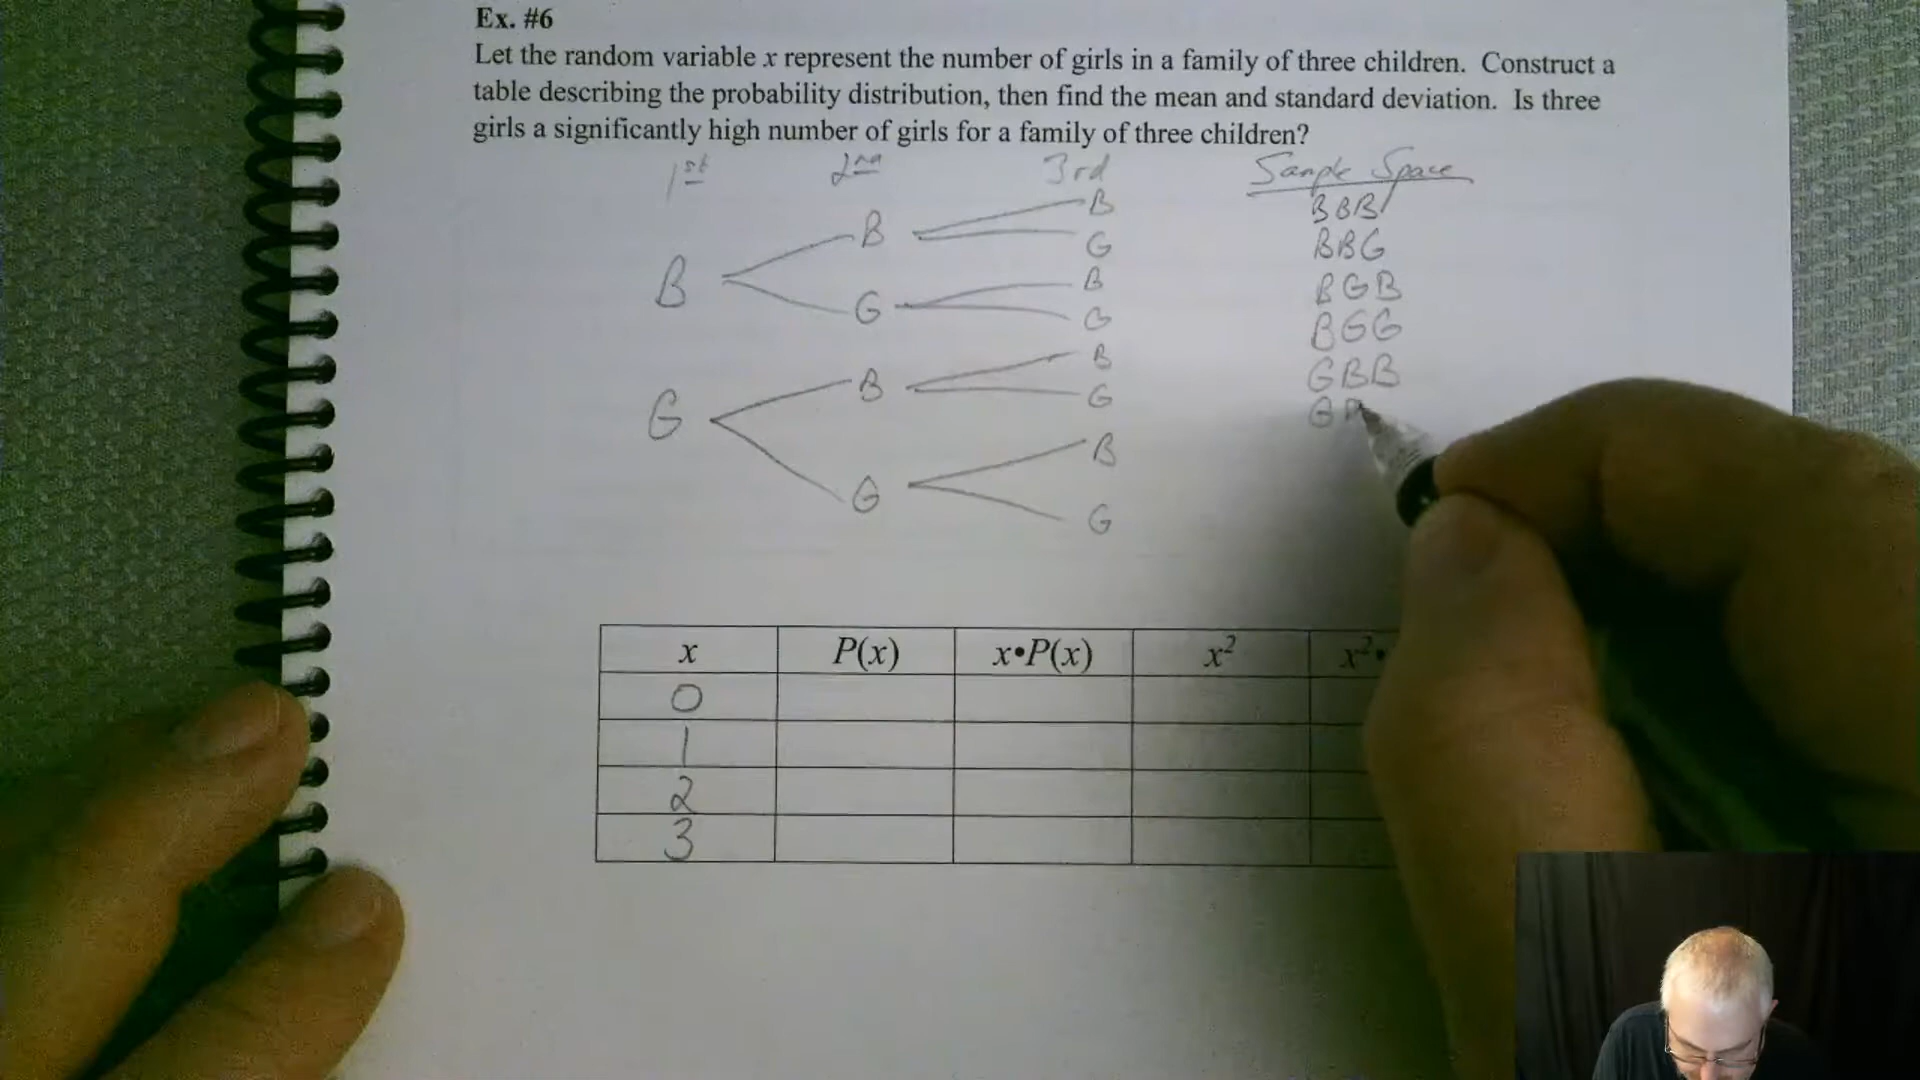 Ex. #6
Let the random variable x represent the number of girls in a family of three children. Construct a
table describing the probability distribution, then find the mean and standard deviation. Is three
girls a significantly high number of girls for a family of three children?
1st 2nd 3rd Sample Space
B BBB
B G BBG
B B BGB
G G BGG
B GBB
G B G G
B
G G
x P(x) x•P(x) x² x²•
0
1
2
3